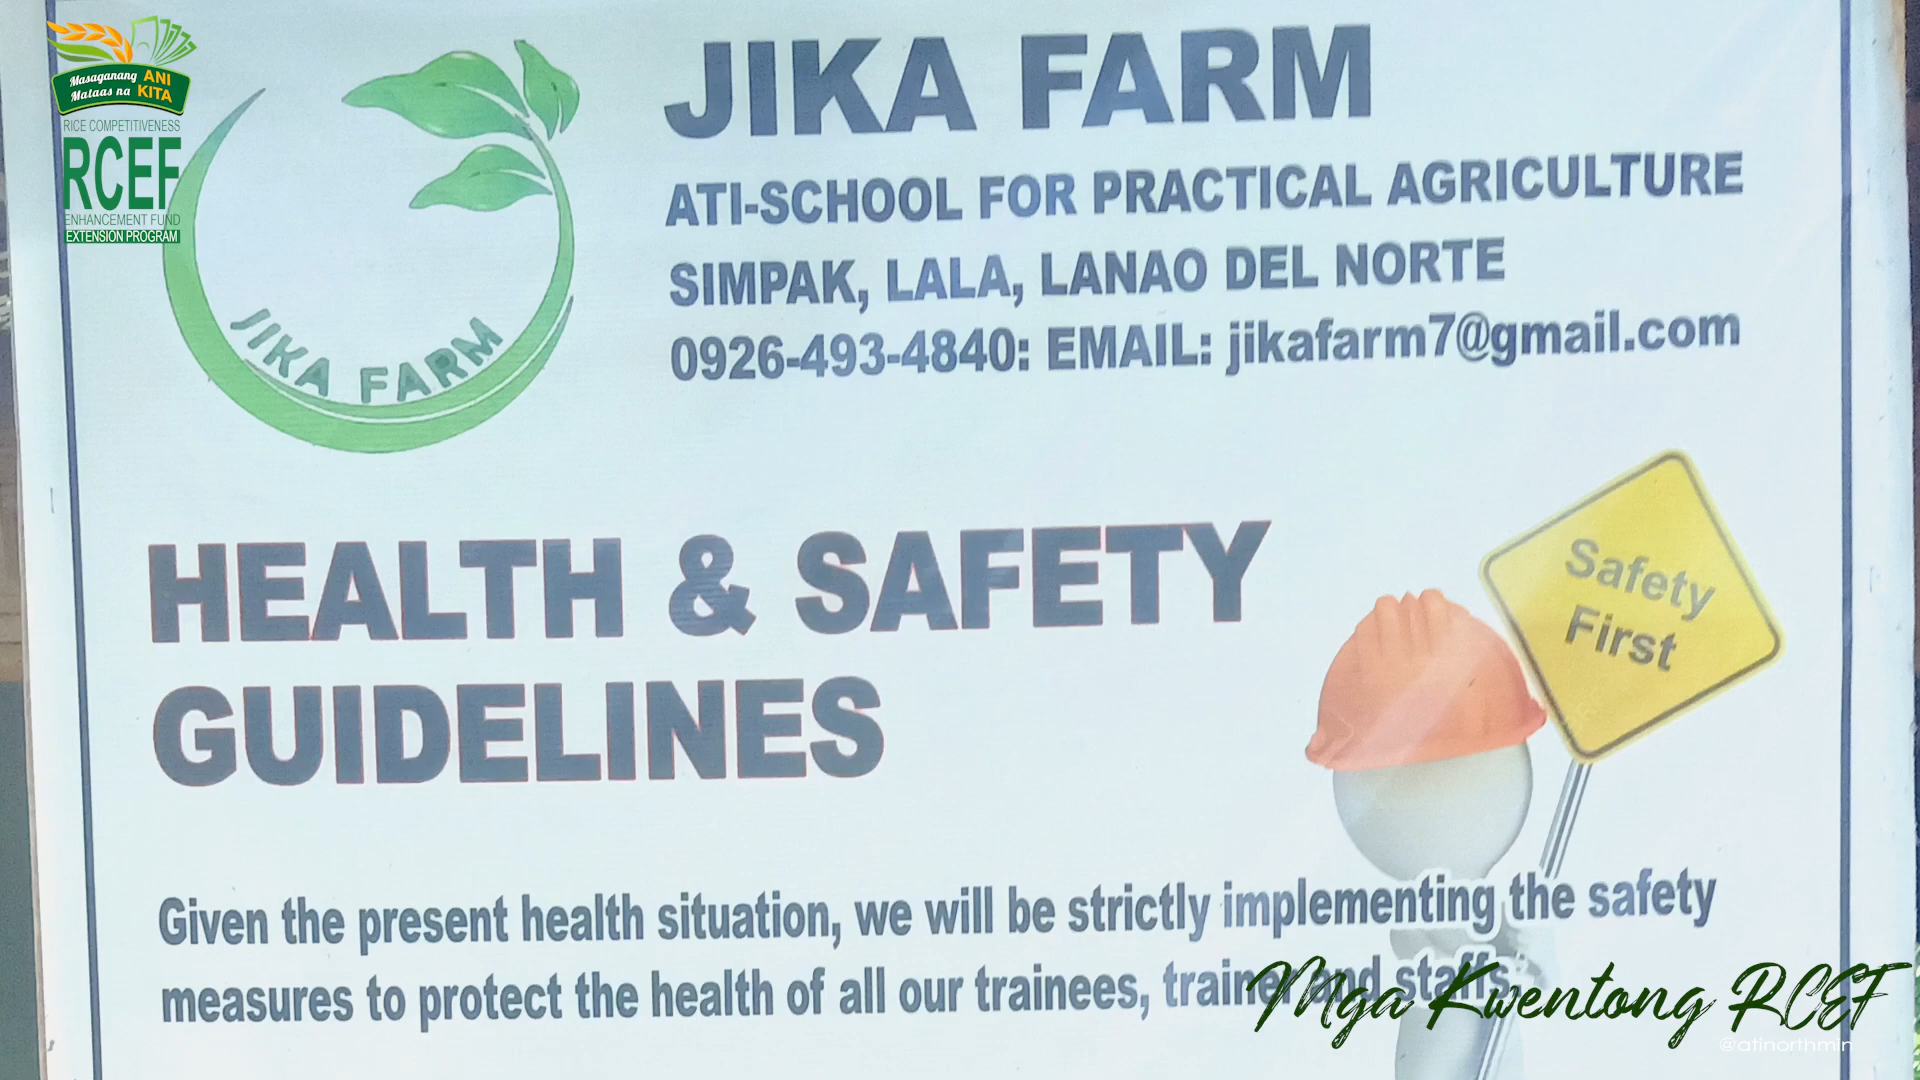 Masaganang ANI
Mataas na KITA
RICE COMPETITIVENESS
RCEF
ENHANCEMENT FUND
EXTENSION PROGRAM
JIKA FARM
JIKA FARM
ATI-SCHOOL FOR PRACTICAL AGRICULTURE
SIMPAK, LALA, LANAO DEL NORTE
0926-493-4840: EMAIL: jikafarm7@gmail.com
HEALTH & SAFETY
GUIDELINES
Safety
First
Given the present health situation, we will be strictly implementing the safety
measures to protect the health of all our trainees, trainer and staffs.
Mga Kwentong RCEF
@atinorthmin